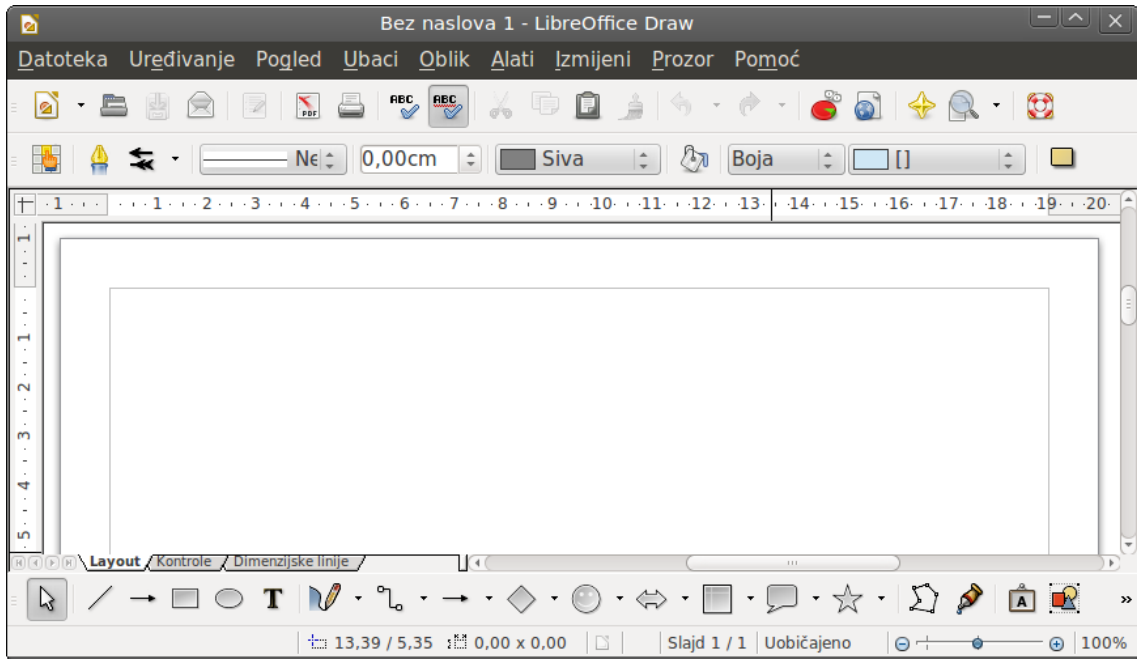 Bez naslova 1 - LibreOffice Draw
Datoteka Uređivanje Pogled Ubaci Oblik Alati Izmijeni Prozor Pomoć
PDF ABC ABC
Ne 0,00cm Siva Boja []
1 1 2 3 4 5 6 7 8 9 10 11 12 13 14 15 16 17 18 19 20
1
1
2
3
4
5
Layout Kontrole Dimenzijske linije
T A »
13,39 / 5,35 0,00 x 0,00 Slajd 1 / 1 Uobičajeno 100%